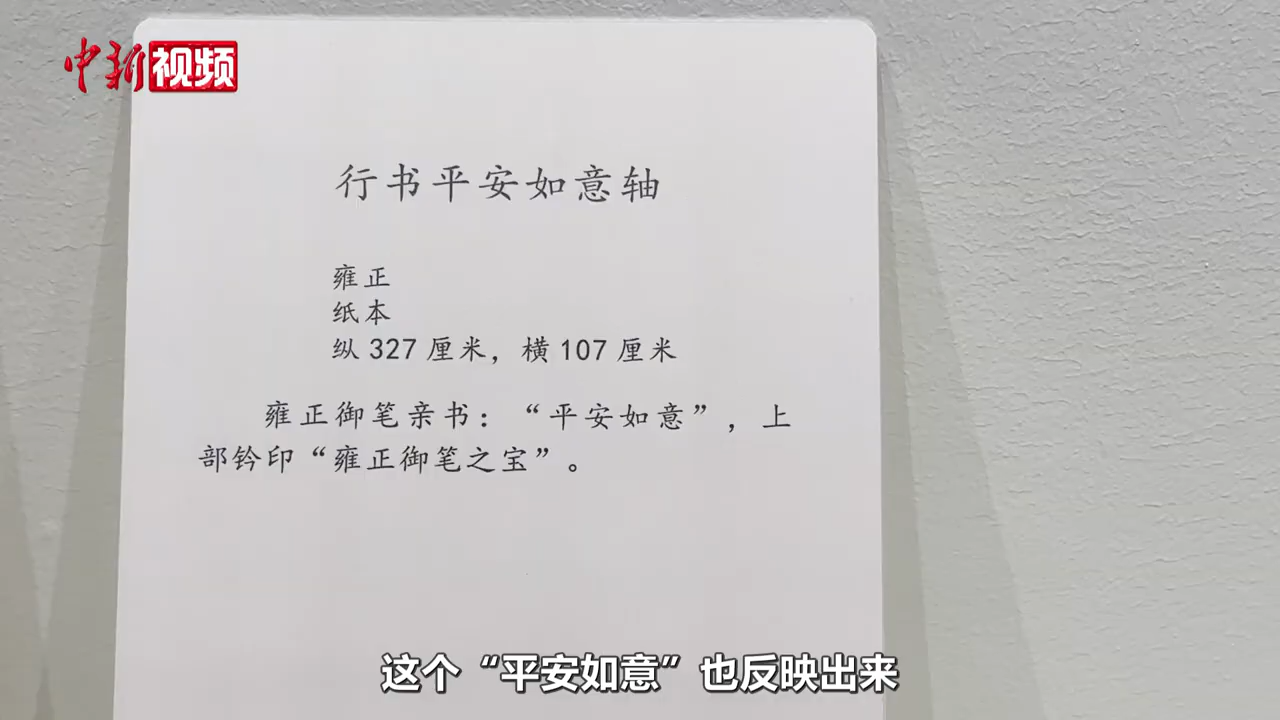 中新视频
行书平安如意轴
雍正
纸本
纵 327 厘米，横 107 厘米
雍正御笔亲书：“平安如意”，上
部钤印“雍正御笔之宝”。
这个“平安如意”也反映出来